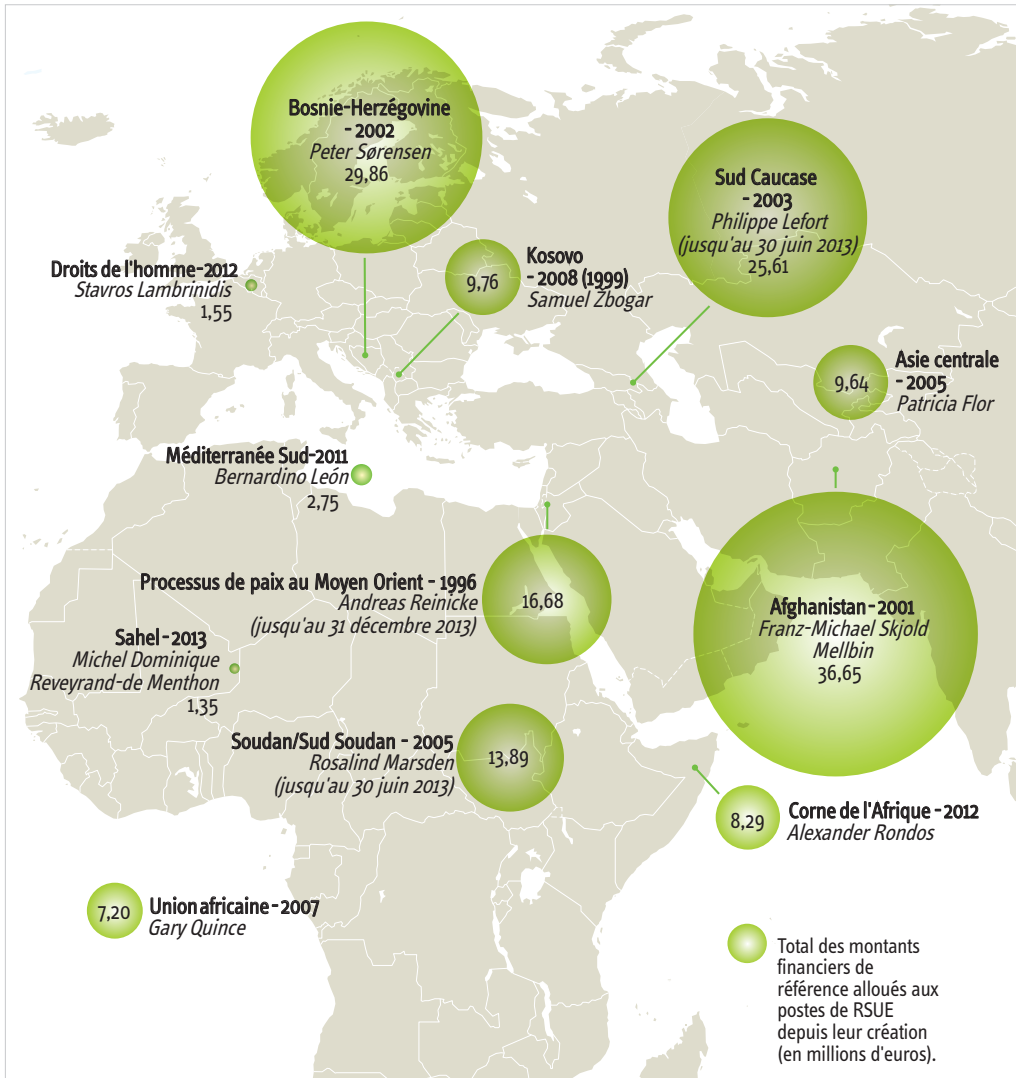 Bosnie-Herzégovine
- 2002
Peter Sørensen
29,86
Sud Caucase
- 2003
Philippe Lefort
(jusqu'au 30 juin 2013)
25,61
Droits de l'homme-2012
Stavros Lambrinidis
1,55
9,76
Kosovo
- 2008 (1999)
Samuel Žbogar
9,64
Asie centrale
- 2005
Patricia Flor
Méditerranée Sud-2011
Bernardino León
2,75
Processus de paix au Moyen Orient - 1996
Andreas Reinicke
(jusqu'au 31 décembre 2013)
16,68
Afghanistan - 2001
Franz-Michael Skjold
Mellbin
36,65
Sahel - 2013
Michel Dominique
Reveyrand-de Menthon
1,35
Soudan/Sud Soudan - 2005
Rosalind Marsden
(jusqu'au 30 juin 2013)
13,89
8,29
Corne de l'Afrique - 2012
Alexander Rondos
7,20
Union africaine - 2007
Gary Quince
Total des montants
financiers de
référence alloués aux
postes de RSUE
depuis leur création
(en millions d'euros).